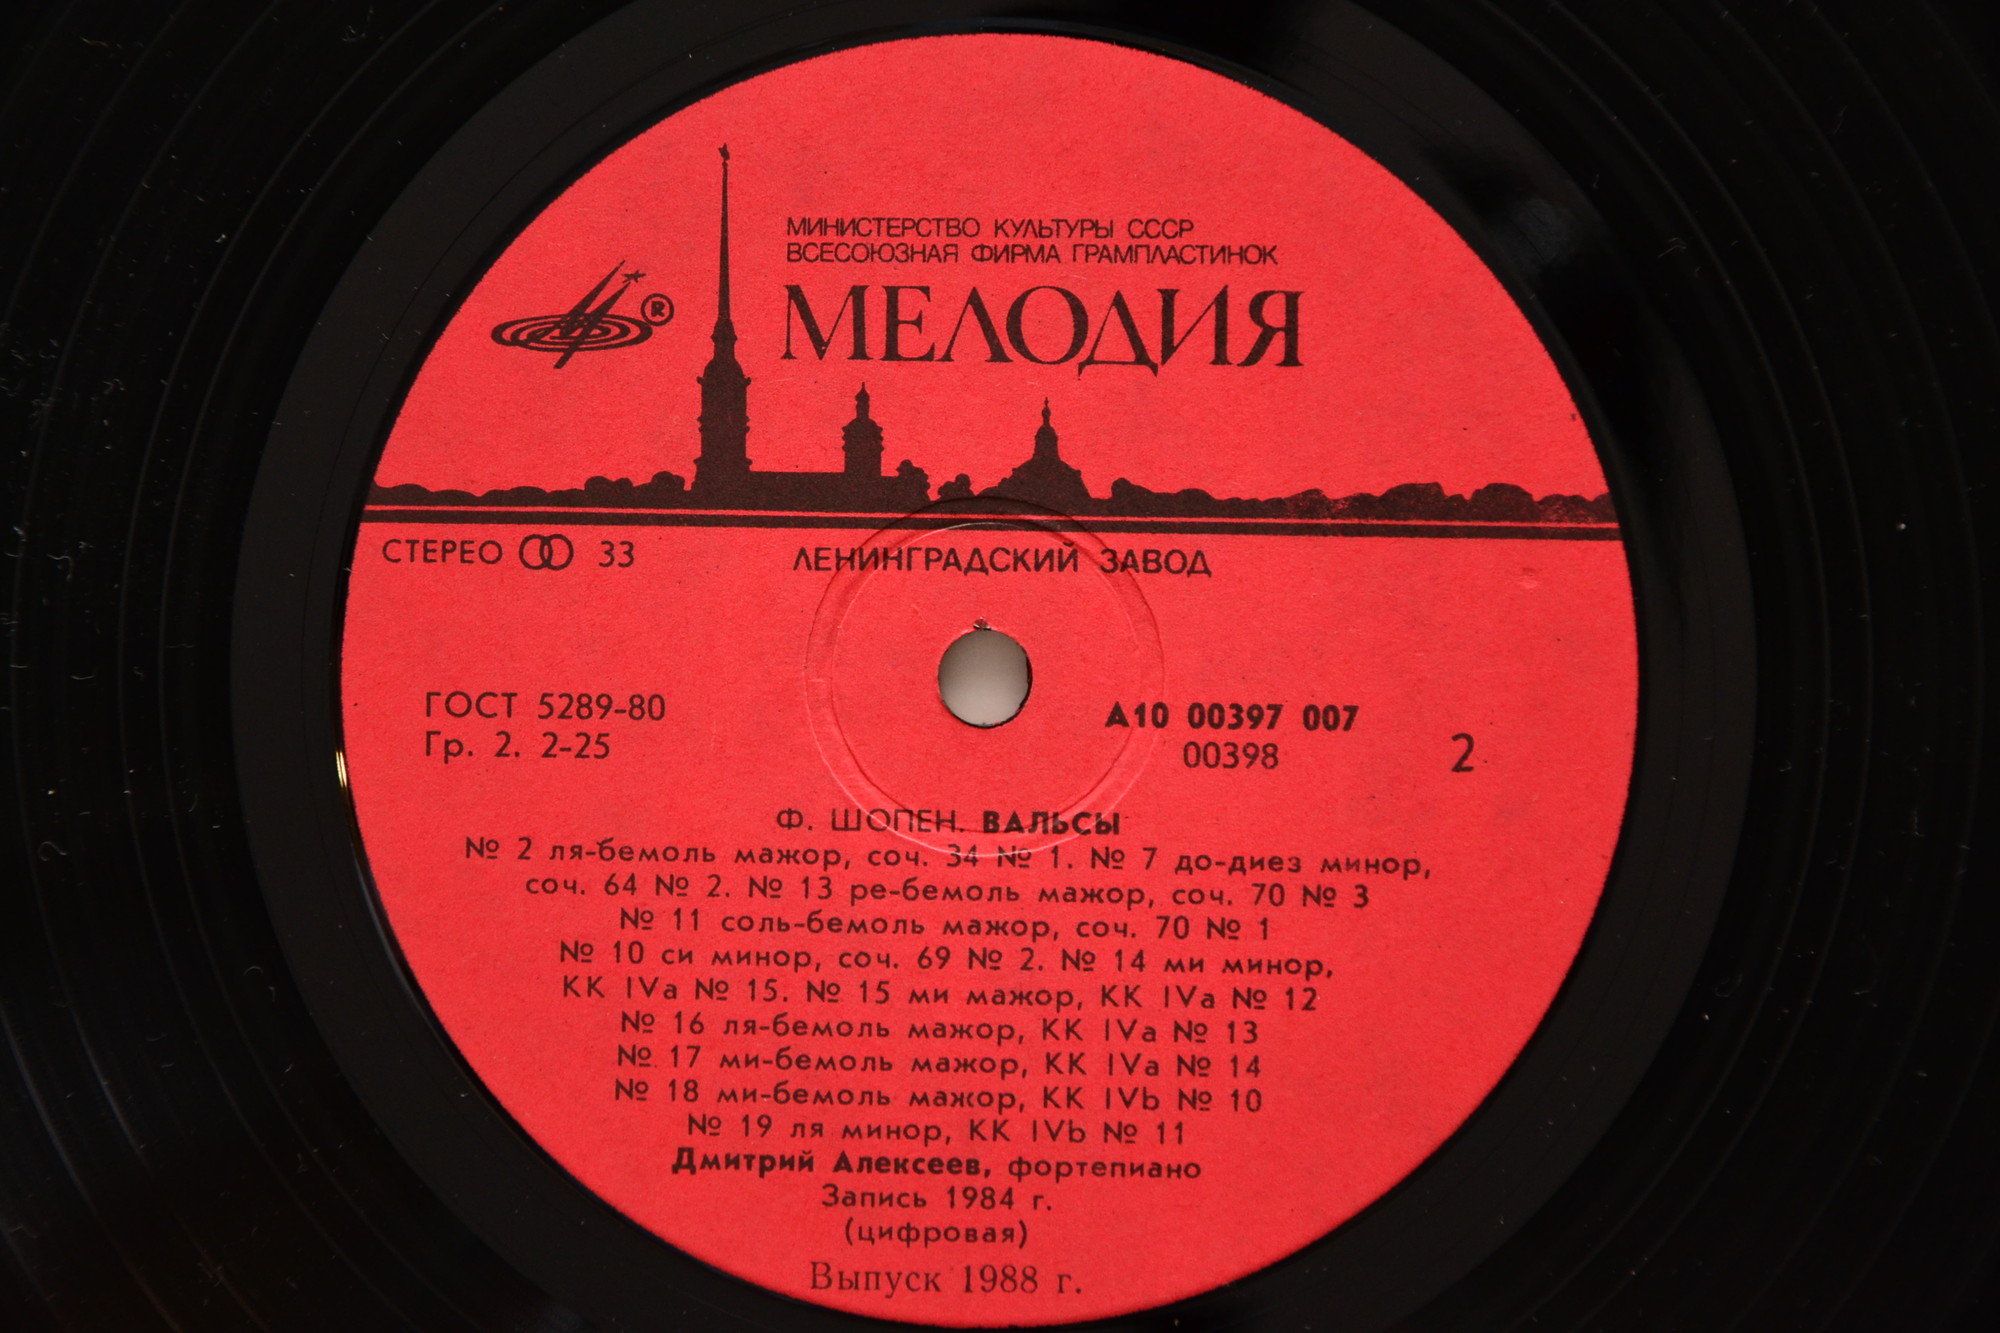 МИНИСТЕРСТВО КУЛЬТУРЫ СССР
ВСЕСОЮЗНАЯ ФИРМА ГРАМПЛАСТИНОК
МЕЛОДИЯ
®
СТЕРЕО 33
ЛЕНИНГРАДСКИЙ ЗАВОД
ГОСТ 5289-80
Гр. 2. 2-25
А10 00397 007
00398
2
Ф. ШОПЕН. ВАЛЬСЫ
№ 2 ля-бемоль мажор, соч. 34 № 1. № 7 до-диез минор,
соч. 64 № 2. № 13 ре-бемоль мажор, соч. 70 № 3
№ 11 соль-бемоль мажор, соч. 70 № 1
№ 10 си минор, соч. 69 № 2. № 14 ми минор,
КК IVa № 15. № 15 ми мажор, КК IVa № 12
№ 16 ля-бемоль мажор, КК IVa № 13
№ 17 ми-бемоль мажор, КК IVa № 14
№ 18 ми-бемоль мажор, КК IVb № 10
№ 19 ля минор, КК IVb № 11
Дмитрий Алексеев, фортепиано
Запись 1984 г.
(цифровая)
Выпуск 1988 г.